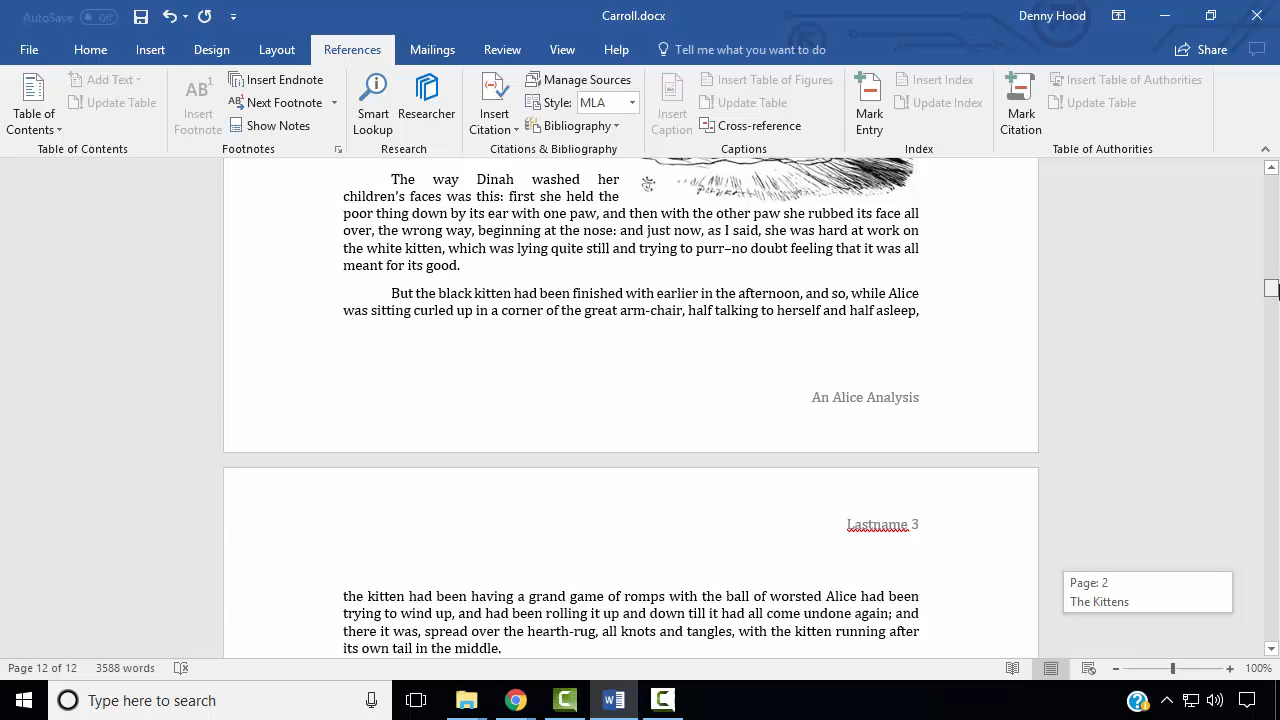 AutoSave Off
Carroll.docx
Denny Hood
File Home Insert Design Layout References Mailings Review View Help Tell me what you want to do Share
Table of Contents
Add Text
Update Table
Table of Contents
AB1
Insert Footnote
Insert Endnote
Next Footnote
Show Notes
Footnotes
Smart Lookup
Researcher
Research
Insert Citation
Manage Sources
Style: MLA
Bibliography
Citations & Bibliography
Insert Caption
Insert Table of Figures
Update Table
Cross-reference
Captions
Mark Entry
Insert Index
Update Index
Index
Mark Citation
Insert Table of Authorities
Update Table
Table of Authorities
The way Dinah washed her
children's faces was this: first she held the
poor thing down by its ear with one paw, and then with the other paw she rubbed its face all
over, the wrong way, beginning at the nose: and just now, as I said, she was hard at work on
the white kitten, which was lying quite still and trying to purr–no doubt feeling that it was all
meant for its good.
But the black kitten had been finished with earlier in the afternoon, and so, while Alice
was sitting curled up in a corner of the great arm-chair, half talking to herself and half asleep,
An Alice Analysis
Lastname 3
the kitten had been having a grand game of romps with the ball of worsted Alice had been
trying to wind up, and had been rolling it up and down till it had all come undone again; and
there it was, spread over the hearth-rug, all knots and tangles, with the kitten running after
its own tail in the middle.
Page: 2
The Kittens
Page 12 of 12 3588 words 100%
Type here to search